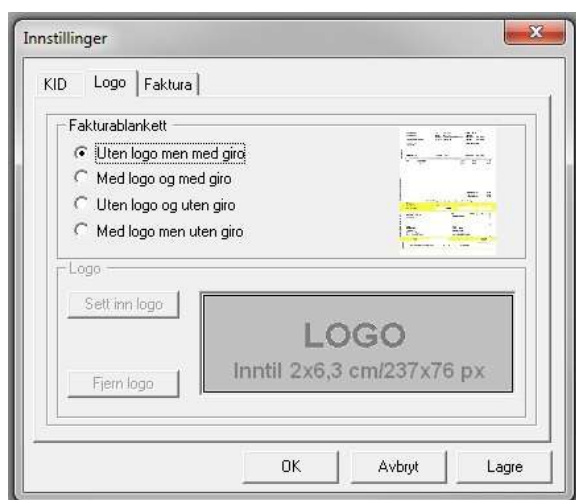 Innstillinger
KID Logo Faktura
Fakturablankett
Uten logo men med giro
Med logo og med giro
Uten logo og uten giro
Med logo men uten giro
Logo
Sett inn logo
LOGO
Inntil 2x6,3 cm/237x76 px
Fjern logo
OK Avbryt Lagre